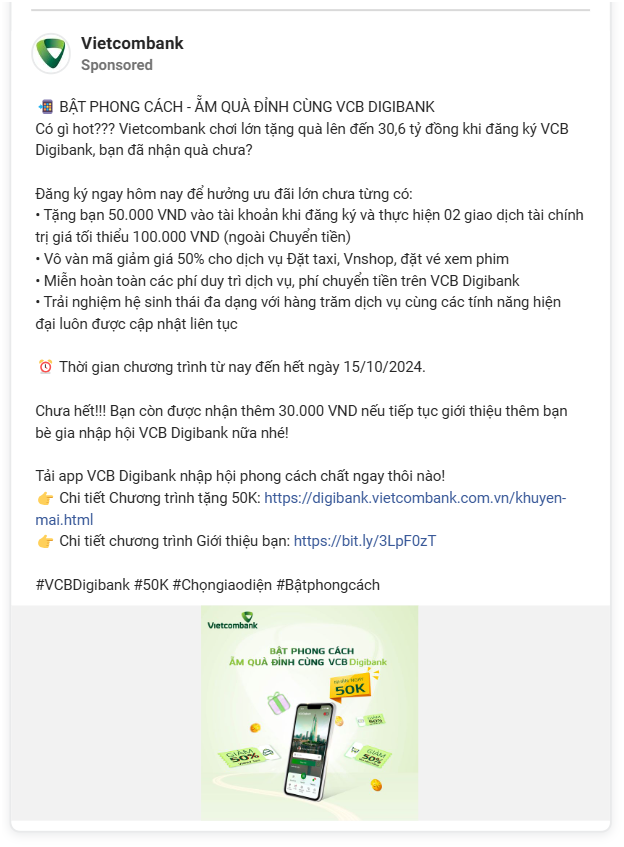 Vietcombank
Sponsored
📲 BẬT PHONG CÁCH - ẴM QUÀ ĐỈNH CÙNG VCB DIGIBANK
Có gì hot??? Vietcombank chơi lớn tặng quà lên đến 30,6 tỷ đồng khi đăng ký VCB
Digibank, bạn đã nhận quà chưa?
Đăng ký ngay hôm nay để hưởng ưu đãi lớn chưa từng có:
• Tặng bạn 50.000 VND vào tài khoản khi đăng ký và thực hiện 02 giao dịch tài chính
trị giá tối thiểu 100.000 VND (ngoài Chuyển tiền)
• Vô vàn mã giảm giá 50% cho dịch vụ Đặt taxi, Vnshop, đặt vé xem phim
• Miễn hoàn toàn các phí duy trì dịch vụ, phí chuyển tiền trên VCB Digibank
• Trải nghiệm hệ sinh thái đa dạng với hàng trăm dịch vụ cùng các tính năng hiện
đại luôn được cập nhật liên tục
⏰ Thời gian chương trình từ nay đến hết ngày 15/10/2024.
Chưa hết!!! Bạn còn được nhận thêm 30.000 VND nếu tiếp tục giới thiệu thêm bạn
bè gia nhập hội VCB Digibank nữa nhé!
Tải app VCB Digibank nhập hội phong cách chất ngay thôi nào!
👉 Chi tiết Chương trình tặng 50K: https://digibank.vietcombank.com.vn/khuyen-
mai.html
👉 Chi tiết chương trình Giới thiệu bạn: https://bit.ly/3LpF0zT
#VCBDigibank #50K #Chọngiaodiện #Bậtphongcách
Vietcombank
BẬT PHONG CÁCH
ẴM QUÀ ĐỈNH CÙNG VCB Digibank
50K
GIẢM
50%
GIẢM
50%
GIẢM
50%